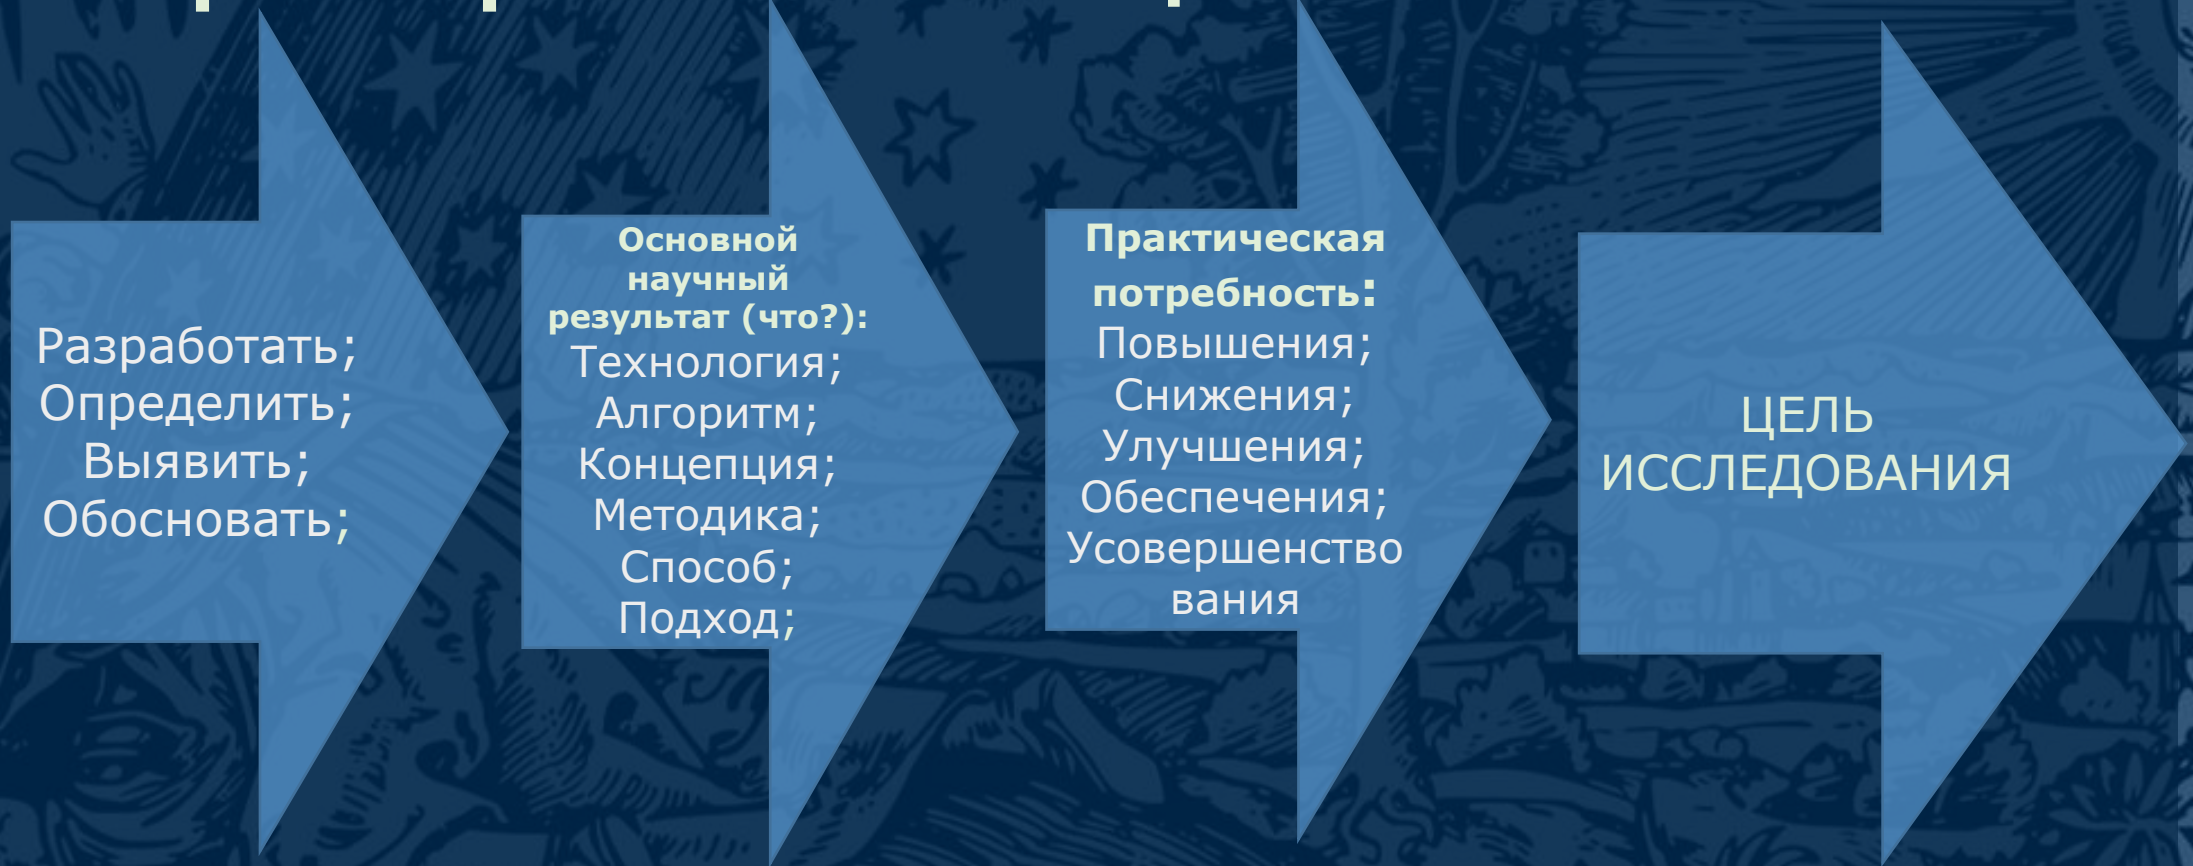 Разработать;
Определить;
Выявить;
Обосновать;
Основной
научный
результат (что?):
Технология;
Алгоритм;
Концепция;
Методика;
Способ;
Подход;
Практическая
потребность:
Повышения;
Снижения;
Улучшения;
Обеспечения;
Усовершенство
вания
ЦЕЛЬ
ИССЛЕДОВАНИЯ